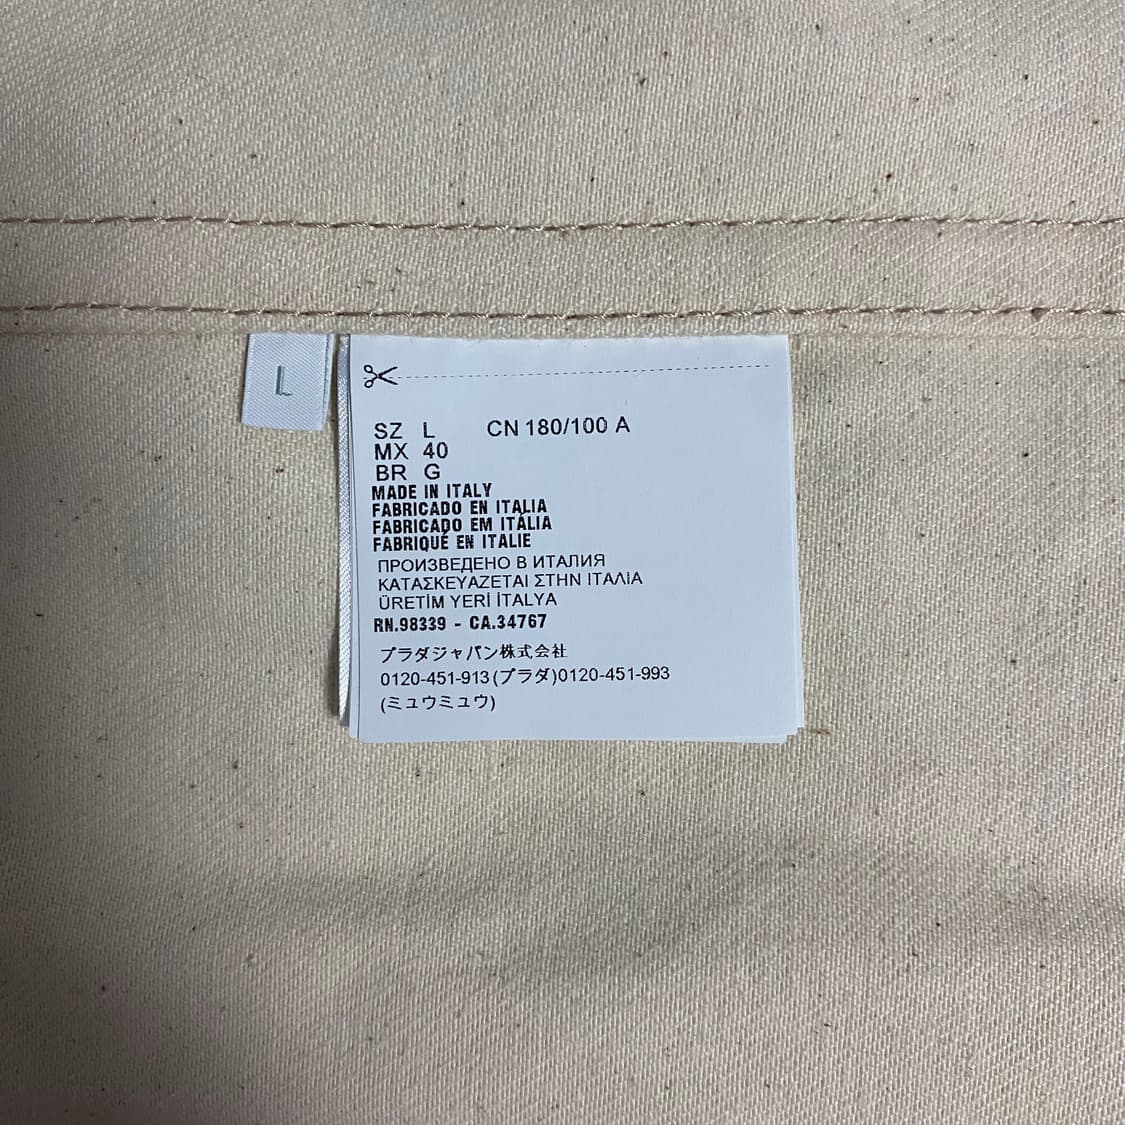 L
SZ L CN 180/100 A
MX 40
BR G
MADE IN ITALY
FABRICADO EN ITALIA
FABRICADO EM ITÁLIA
FABRIQUÉ EN ITALIE
ПРОИЗВЕДЕНО В ИТАЛИЯ
ΚΑΤΑΣΚΕΥΑΖΕΤΑΙ ΣΤΗΝ ΙΤΑΛΙΑ
ÜRETİM YERİ İTALYA
RN.98339 - CA.34767
プラダジャパン株式会社
0120-451-913(プラダ)0120-451-993
(ミュウミュウ)